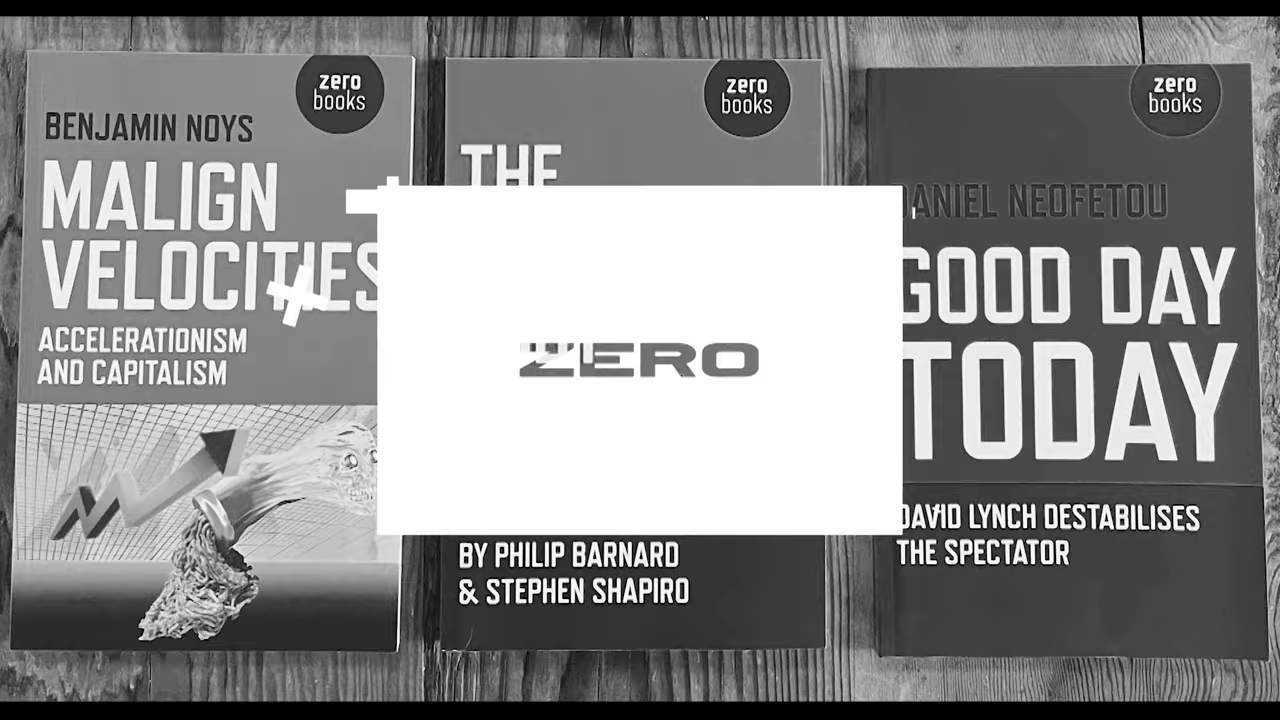 zero
books
BENJAMIN NOYS
MALIGN
VELOCITIES
ACCELERATIONISM
AND CAPITALISM
zero
books
THE
BY PHILIP BARNARD
& STEPHEN SHAPIRO
zero
books
DANIEL NEOFETOU
GOOD DAY
TODAY
DAVID LYNCH DESTABILISES
THE SPECTATOR
ZERO